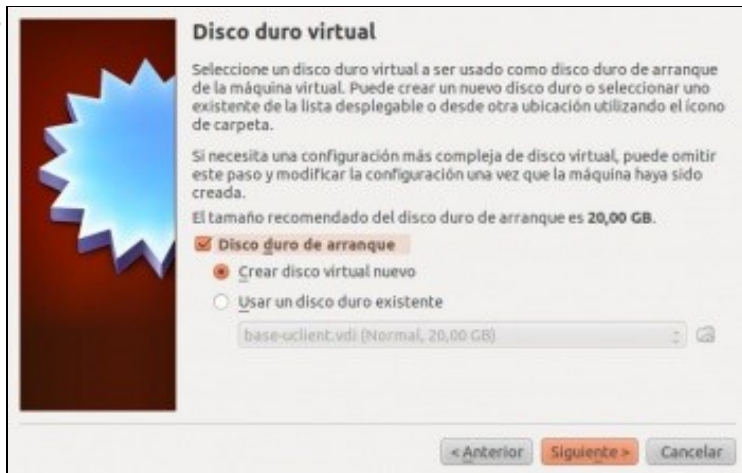 Disco duro virtual
Seleccione un disco duro virtual a ser usado como disco duro de arranque
de la máquina virtual. Puede crear un nuevo disco duro o seleccionar uno
existente de la lista desplegable o desde otra ubicación utilizando el ícono
de carpeta.
Si necesita una configuración más compleja de disco virtual, puede omitir
este paso y modificar la configuración una vez que la máquina haya sido
creada.
El tamaño recomendado del disco duro de arranque es 20,00 GB.
Disco duro de arranque
Crear disco virtual nuevo
Usar un disco duro existente
base-uclient.vdi (Normal, 20,00 GB)
< Anterior Siguiente > Cancelar